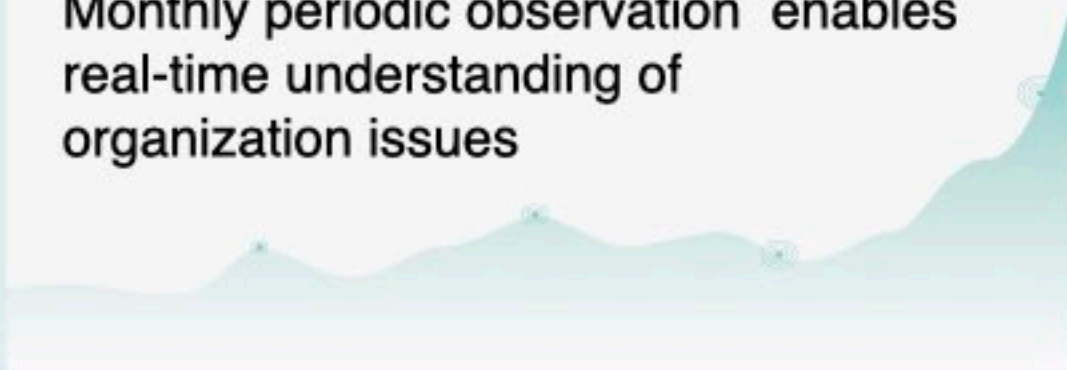 Monthly periodic observation  enables
real-time understanding of
organization issues